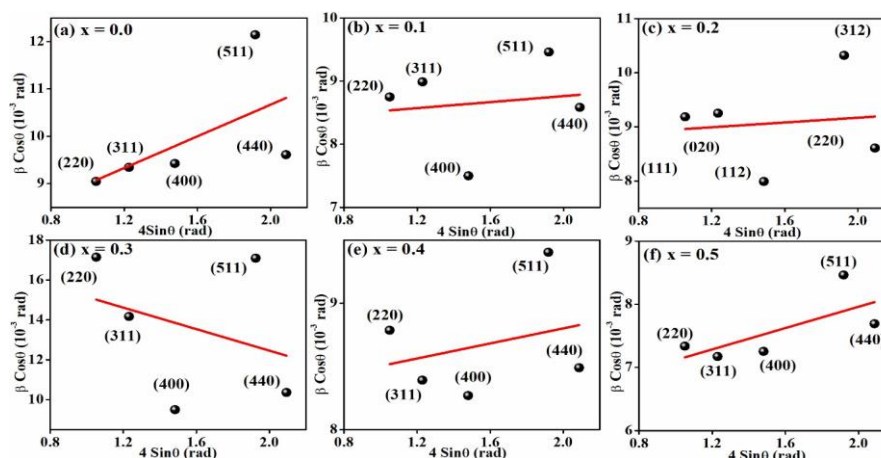 (a) x = 0.0
(220)
(311)
(400)
(511)
(440)
β Cosθ (10⁻³ rad)
12
11
10
9
0.8 1.2 1.6 2.0
4Sinθ (rad)
(b) x = 0.1
(220)
(311)
(400)
(511)
(440)
β Cosθ (10⁻³ rad)
9
8
7
0.8 1.2 1.6 2.0
4 Sinθ (rad)
(c) x = 0.2
(111)
(020)
(112)
(312)
(220)
β Cosθ (10⁻³ rad)
11
10
9
8
0.8 1.2 1.6 2.0
4 Sinθ (rad)
(d) x = 0.3
(220)
(311)
(400)
(511)
(440)
β Cosθ (10⁻³ rad)
18
16
14
12
10
0.8 1.2 1.6 2.0
4 Sinθ (rad)
(e) x = 0.4
(220)
(311)
(400)
(511)
(440)
β Cosθ (10⁻³ rad)
9
8
0.8 1.2 1.6 2.0
4 Sinθ (rad)
(f) x = 0.5
(220)
(311)
(400)
(511)
(440)
β Cosθ (10⁻³ rad)
9
8
7
6
0.8 1.2 1.6 2.0
4 Sinθ (rad)